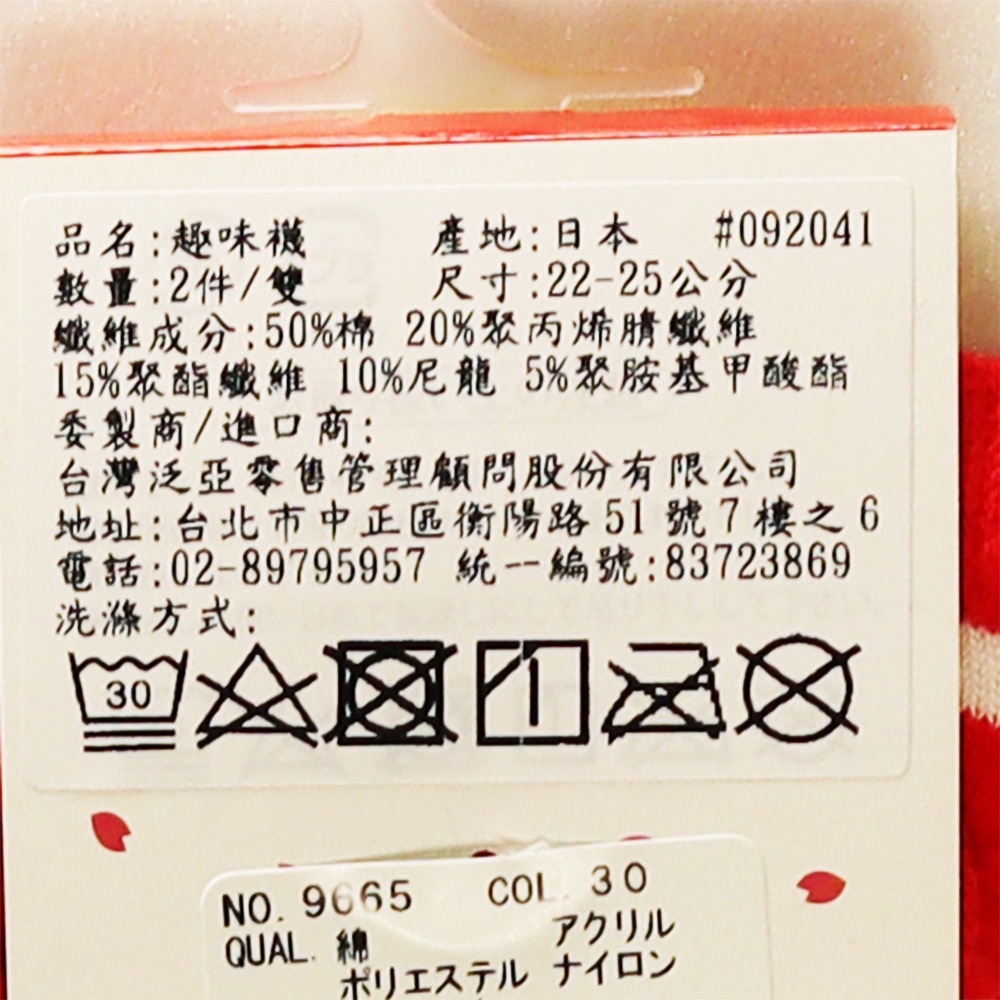 品名:趣味襪 產地:日本 #092041
數量:2件/雙 尺寸:22-25公分
纖維成分:50%棉 20%聚丙烯腈纖維
15%聚酯纖維 10%尼龍 5%聚胺基甲酸酯
委製商/進口商:
台灣泛亞零售管理顧問股份有限公司
地址:台北市中正區衡陽路51號7樓之6
電話:02-89795957 統一編號:83723869
洗滌方式:
30
NO. 9665 COL. 30
QUAL. 綿 アクリル
ポリエステル ナイロン